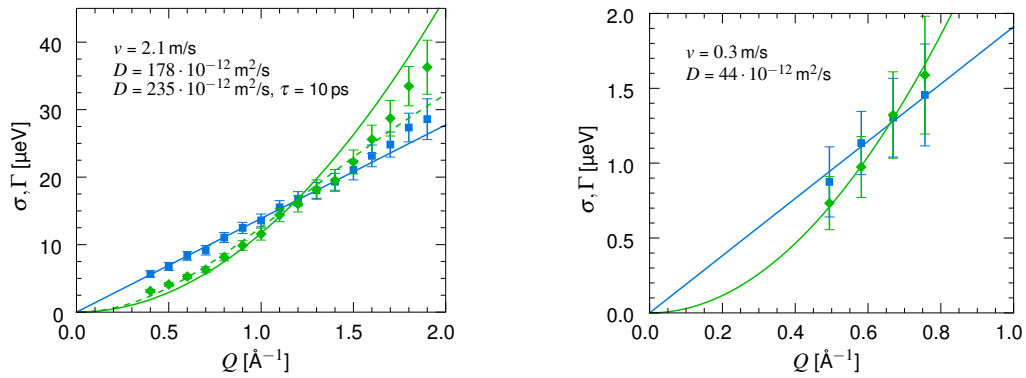 σ, Γ [µeV]
40
30
20
10
0
v = 2.1 m/s
D = 178 · 10⁻¹² m²/s
D = 235 · 10⁻¹² m²/s, τ = 10 ps
0.0 0.5 1.0 1.5 2.0
Q [Å⁻¹]
σ, Γ [µeV]
2.0
1.5
1.0
0.5
0.0
v = 0.3 m/s
D = 44 · 10⁻¹² m²/s
0.0 0.2 0.4 0.6 0.8 1.0
Q [Å⁻¹]